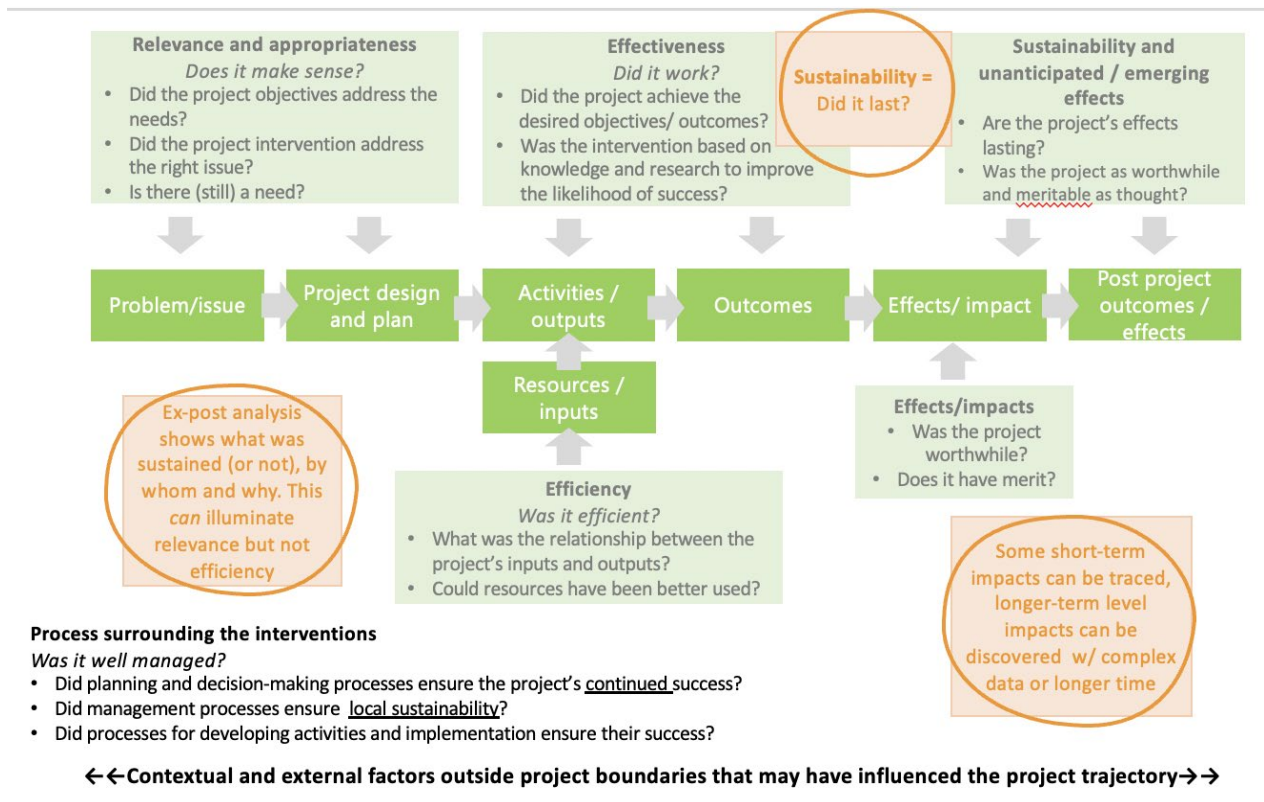 Relevance and appropriateness
Does it make sense?
• Did the project objectives address the
needs?
• Did the project intervention address
the right issue?
• Is there (still) a need?
Effectiveness
Did it work?
• Did the project achieve the
desired objectives/ outcomes?
• Was the intervention based on
knowledge and research to improve
the likelihood of success?
Sustainability =
Did it last?
Sustainability and
unanticipated / emerging
effects
• Are the project's effects
lasting?
• Was the project as worthwhile
and meritable as thought?
Problem/issue
Project design
and plan
Activities /
outputs
Outcomes
Effects/ impact
Post project
outcomes /
effects
Resources /
inputs
Ex-post analysis
shows what was
sustained (or not), by
whom and why. This
can illuminate
relevance but not
efficiency
Efficiency
Was it efficient?
• What was the relationship between the
project's inputs and outputs?
• Could resources have been better used?
Effects/impacts
• Was the project
worthwhile?
• Does it have merit?
Some short-term
impacts can be traced,
longer-term level
impacts can be
discovered w/ complex
data or longer time
Process surrounding the interventions
Was it well managed?
• Did planning and decision-making processes ensure the project's continued success?
• Did management processes ensure local sustainability?
• Did processes for developing activities and implementation ensure their success?
←←Contextual and external factors outside project boundaries that may have influenced the project trajectory→→